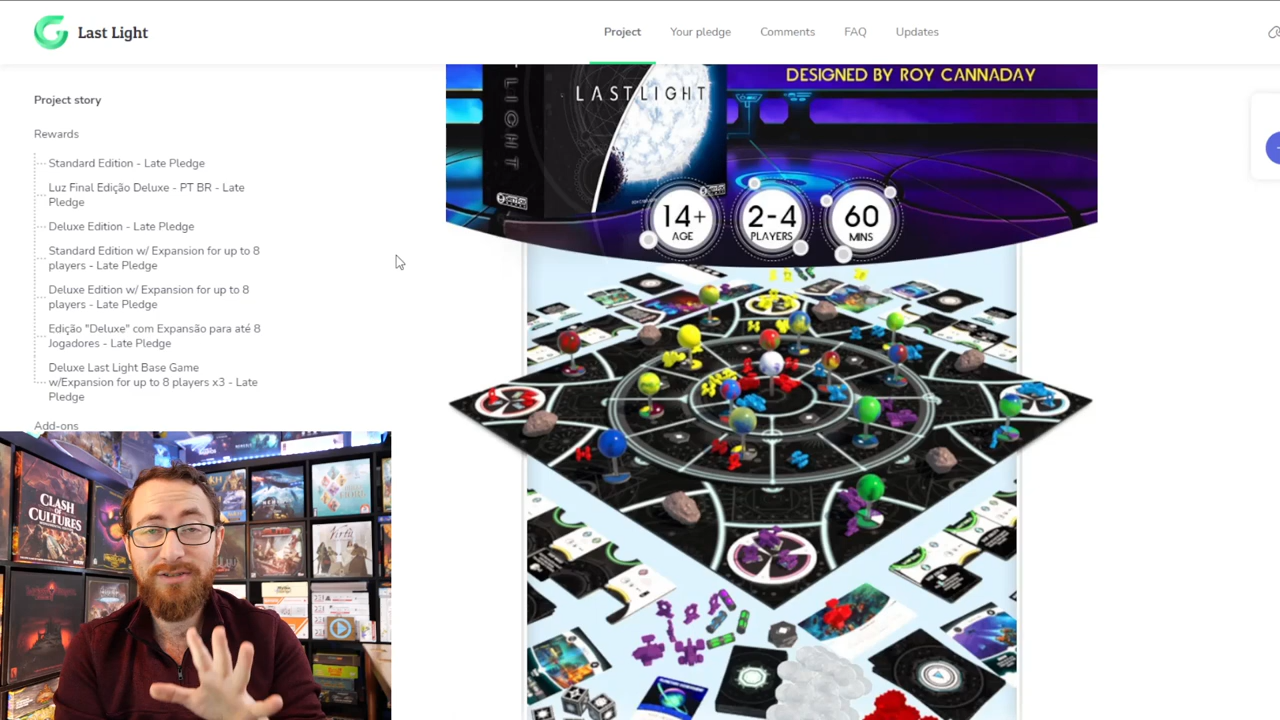 Last Light
Project
Your pledge
Comments
FAQ
Updates
Project story
Rewards
Standard Edition - Late Pledge
Luz Final Edição Deluxe - PT BR - Late
Pledge
Deluxe Edition - Late Pledge
Standard Edition w/ Expansion for up to 8
players - Late Pledge
Deluxe Edition w/ Expansion for up to 8
players - Late Pledge
Edição "Deluxe" com Expansão para até 8
Jogadores - Late Pledge
Deluxe Last Light Base Game
w/Expansion for up to 8 players x3 - Late
Pledge
Add-ons
DESIGNED BY ROY CANNADAY
LIGHT
LAST LIGHT
14+
AGE
2-4
PLAYERS
60
MINS
CLASH
OF
CULTURES